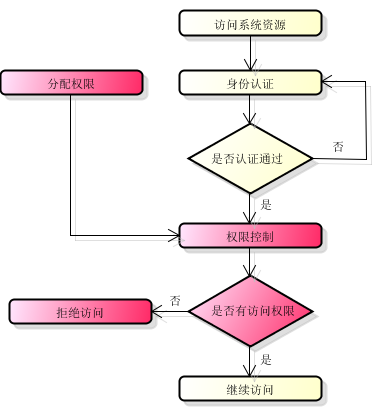 访问系统资源
分配权限
身份认证
是否认证通过
否
是
权限控制
是否有访问权限
否
拒绝访问
是
继续访问